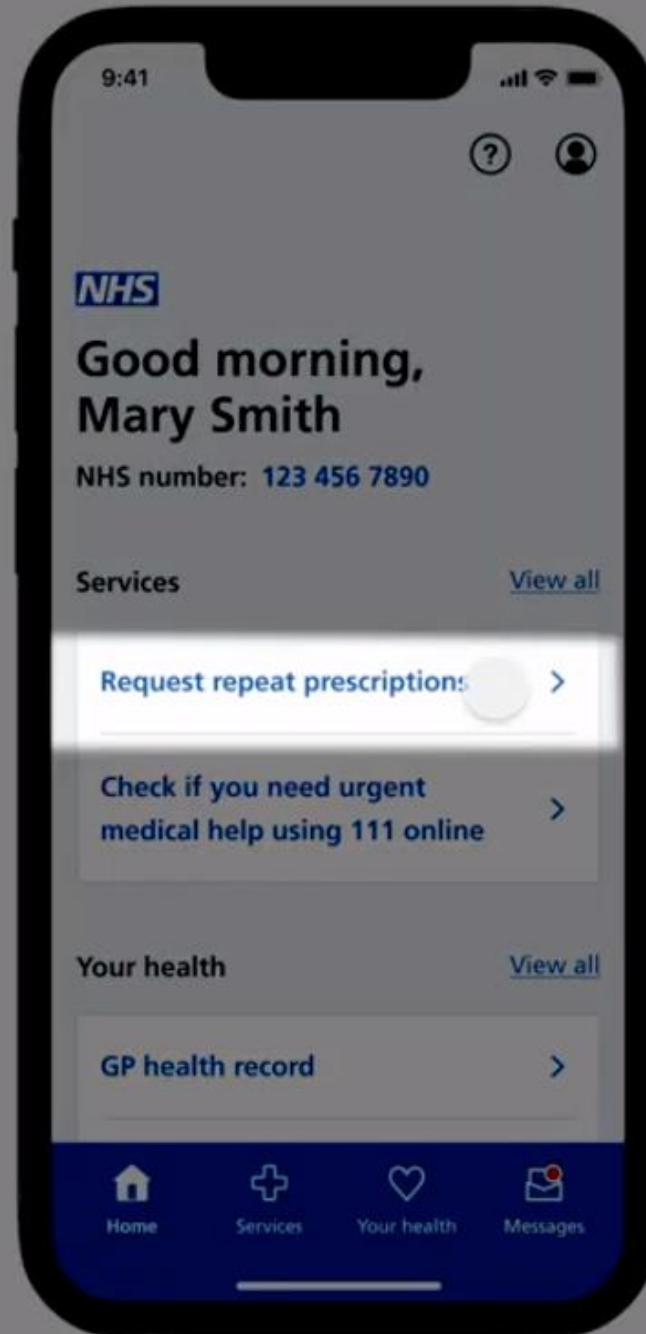 9:41
NHS
Good morning,
Mary Smith
NHS number: 123 456 7890
Services View all
Request repeat prescriptions
Check if you need urgent
medical help using 111 online
Your health View all
GP health record
Home Services Your health Messages